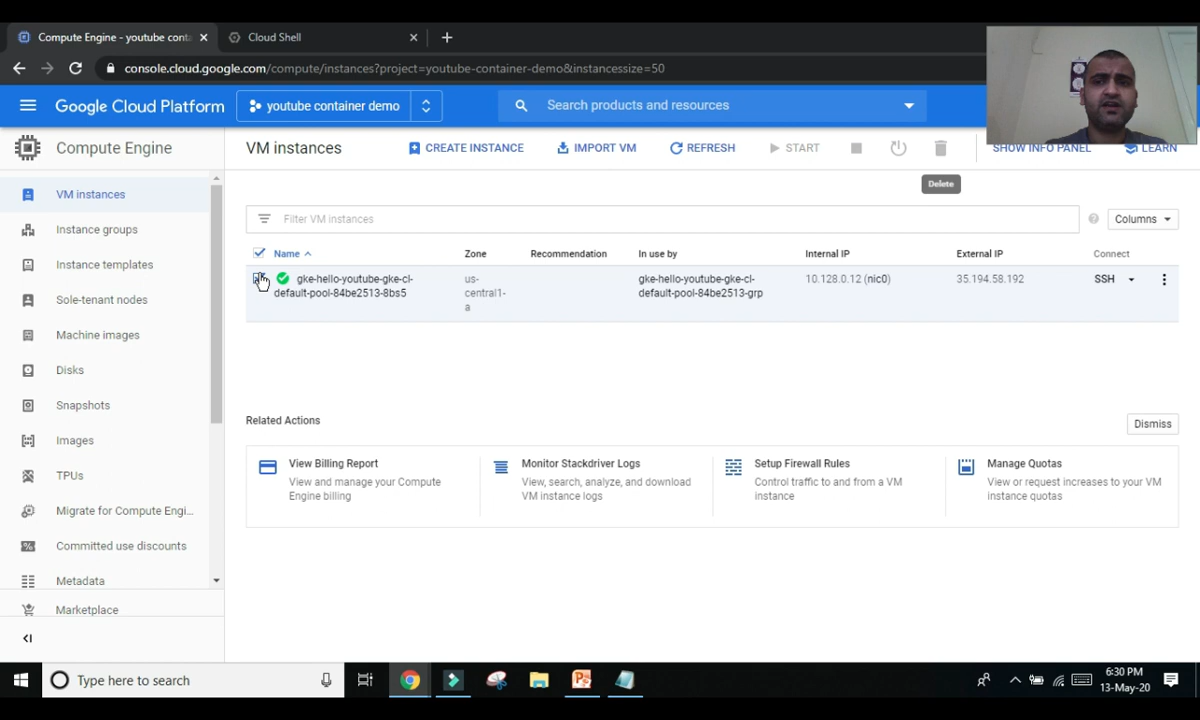 Compute Engine - youtube conta
Cloud Shell
console.cloud.google.com/compute/instances?project=youtube-container-demo&instancessize=50
Google Cloud Platform
youtube container demo
Search products and resources
Compute Engine
VM instances
CREATE INSTANCE
IMPORT VM
REFRESH
START
SHOW INFO PANEL
LEARN
Delete
VM instances
Instance groups
Instance templates
Sole-tenant nodes
Machine images
Disks
Snapshots
Images
TPUs
Migrate for Compute Engi...
Committed use discounts
Metadata
Marketplace
Filter VM instances
Columns
Name
Zone
Recommendation
In use by
Internal IP
External IP
Connect
gke-hello-youtube-gke-cl-
default-pool-84be2513-8bs5
us-
central1-
a
gke-hello-youtube-gke-cl-
default-pool-84be2513-grp
10.128.0.12 (nic0)
35.194.58.192
SSH
Related Actions
Dismiss
View Billing Report
View and manage your Compute
Engine billing
Monitor Stackdriver Logs
View, search, analyze, and download
VM instance logs
Setup Firewall Rules
Control traffic to and from a VM
instance
Manage Quotas
View or request increases to your VM
instance quotas
Type here to search
6:30 PM
13-May-20